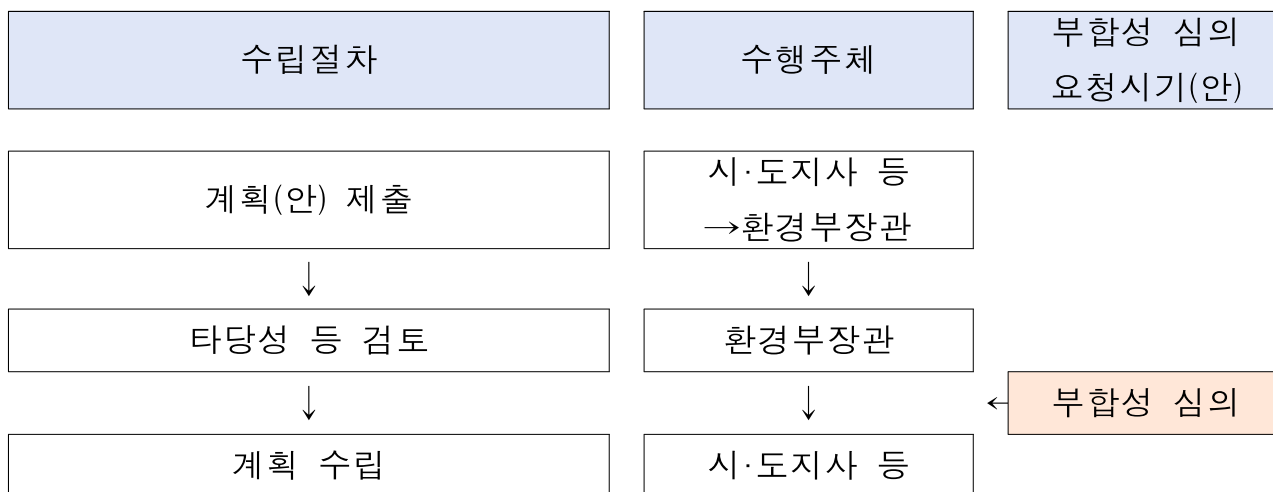 수립절차
수행주체
부합성 심의
요청시기(안)
계획(안) 제출
시·도지사 등
→환경부장관
↓
↓
타당성 등 검토
환경부장관
↓
↓
←
부합성 심의
계획 수립
시·도지사 등